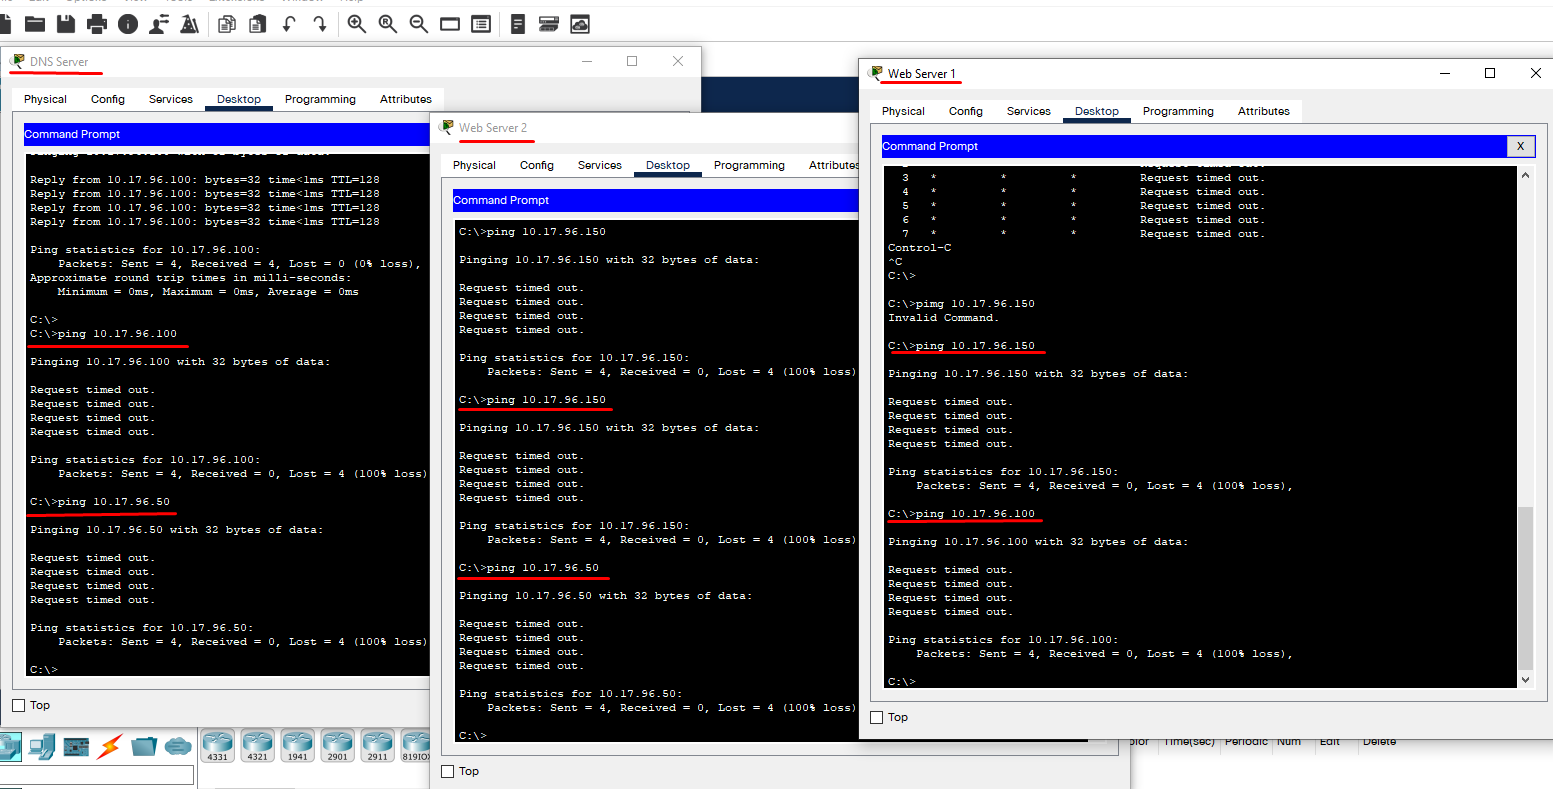 DNS Server
Physical Config Services Desktop Programming Attributes
Command Prompt
Reply from 10.17.96.100: bytes=32 time<1ms TTL=128
Reply from 10.17.96.100: bytes=32 time<1ms TTL=128
Reply from 10.17.96.100: bytes=32 time<1ms TTL=128
Reply from 10.17.96.100: bytes=32 time<1ms TTL=128
Ping statistics for 10.17.96.100:
Packets: Sent = 4, Received = 4, Lost = 0 (0% loss),
Approximate round trip times in milli-seconds:
Minimum = 0ms, Maximum = 0ms, Average = 0ms
C:\>
C:\>ping 10.17.96.100
Pinging 10.17.96.100 with 32 bytes of data:
Request timed out.
Request timed out.
Request timed out.
Request timed out.
Ping statistics for 10.17.96.100:
Packets: Sent = 4, Received = 0, Lost = 4 (100% loss)
C:\>ping 10.17.96.50
Pinging 10.17.96.50 with 32 bytes of data:
Request timed out.
Request timed out.
Request timed out.
Request timed out.
Ping statistics for 10.17.96.50:
Packets: Sent = 4, Received = 0, Lost = 4 (100% loss)
C:\>
Top
Web Server 2
Physical Config Services Desktop Programming Attributes
Command Prompt
C:\>ping 10.17.96.150
Pinging 10.17.96.150 with 32 bytes of data:
Request timed out.
Request timed out.
Request timed out.
Request timed out.
Ping statistics for 10.17.96.150:
Packets: Sent = 4, Received = 0, Lost = 4 (100% loss)
C:\>ping 10.17.96.150
Pinging 10.17.96.150 with 32 bytes of data:
Request timed out.
Request timed out.
Request timed out.
Request timed out.
Ping statistics for 10.17.96.150:
Packets: Sent = 4, Received = 0, Lost = 4 (100% loss)
C:\>ping 10.17.96.50
Pinging 10.17.96.50 with 32 bytes of data:
Request timed out.
Request timed out.
Request timed out.
Request timed out.
Ping statistics for 10.17.96.50:
Packets: Sent = 4, Received = 0, Lost = 4 (100% loss)
C:\>
Top
Web Server 1
Physical Config Services Desktop Programming Attributes
Command Prompt X
3 * * * Request timed out.
4 * * * Request timed out.
5 * * * Request timed out.
6 * * * Request timed out.
7 * * * Request timed out.
Control-C
^C
C:\>
C:\>pimg 10.17.96.150
Invalid Command.
C:\>ping 10.17.96.150
Pinging 10.17.96.150 with 32 bytes of data:
Request timed out.
Request timed out.
Request timed out.
Request timed out.
Ping statistics for 10.17.96.150:
Packets: Sent = 4, Received = 0, Lost = 4 (100% loss),
C:\>ping 10.17.96.100
Pinging 10.17.96.100 with 32 bytes of data:
Request timed out.
Request timed out.
Request timed out.
Request timed out.
Ping statistics for 10.17.96.100:
Packets: Sent = 4, Received = 0, Lost = 4 (100% loss),
C:\>
Top
4331 4321 1941 2901 2911 819IOX
Time(sec) Periodic Num Edit Delete